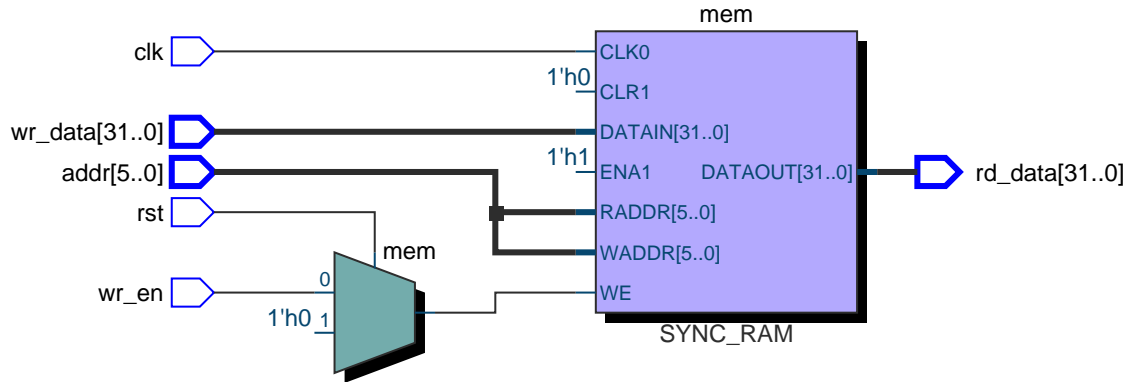 mem
clk
CLK0
1'h0
CLR1
wr_data[31..0]
DATAIN[31..0]
addr[5..0]
1'h1
ENA1
DATAOUT[31..0]
rd_data[31..0]
rst
RADDR[5..0]
mem
WADDR[5..0]
0
wr_en
WE
1'h0
1
SYNC_RAM